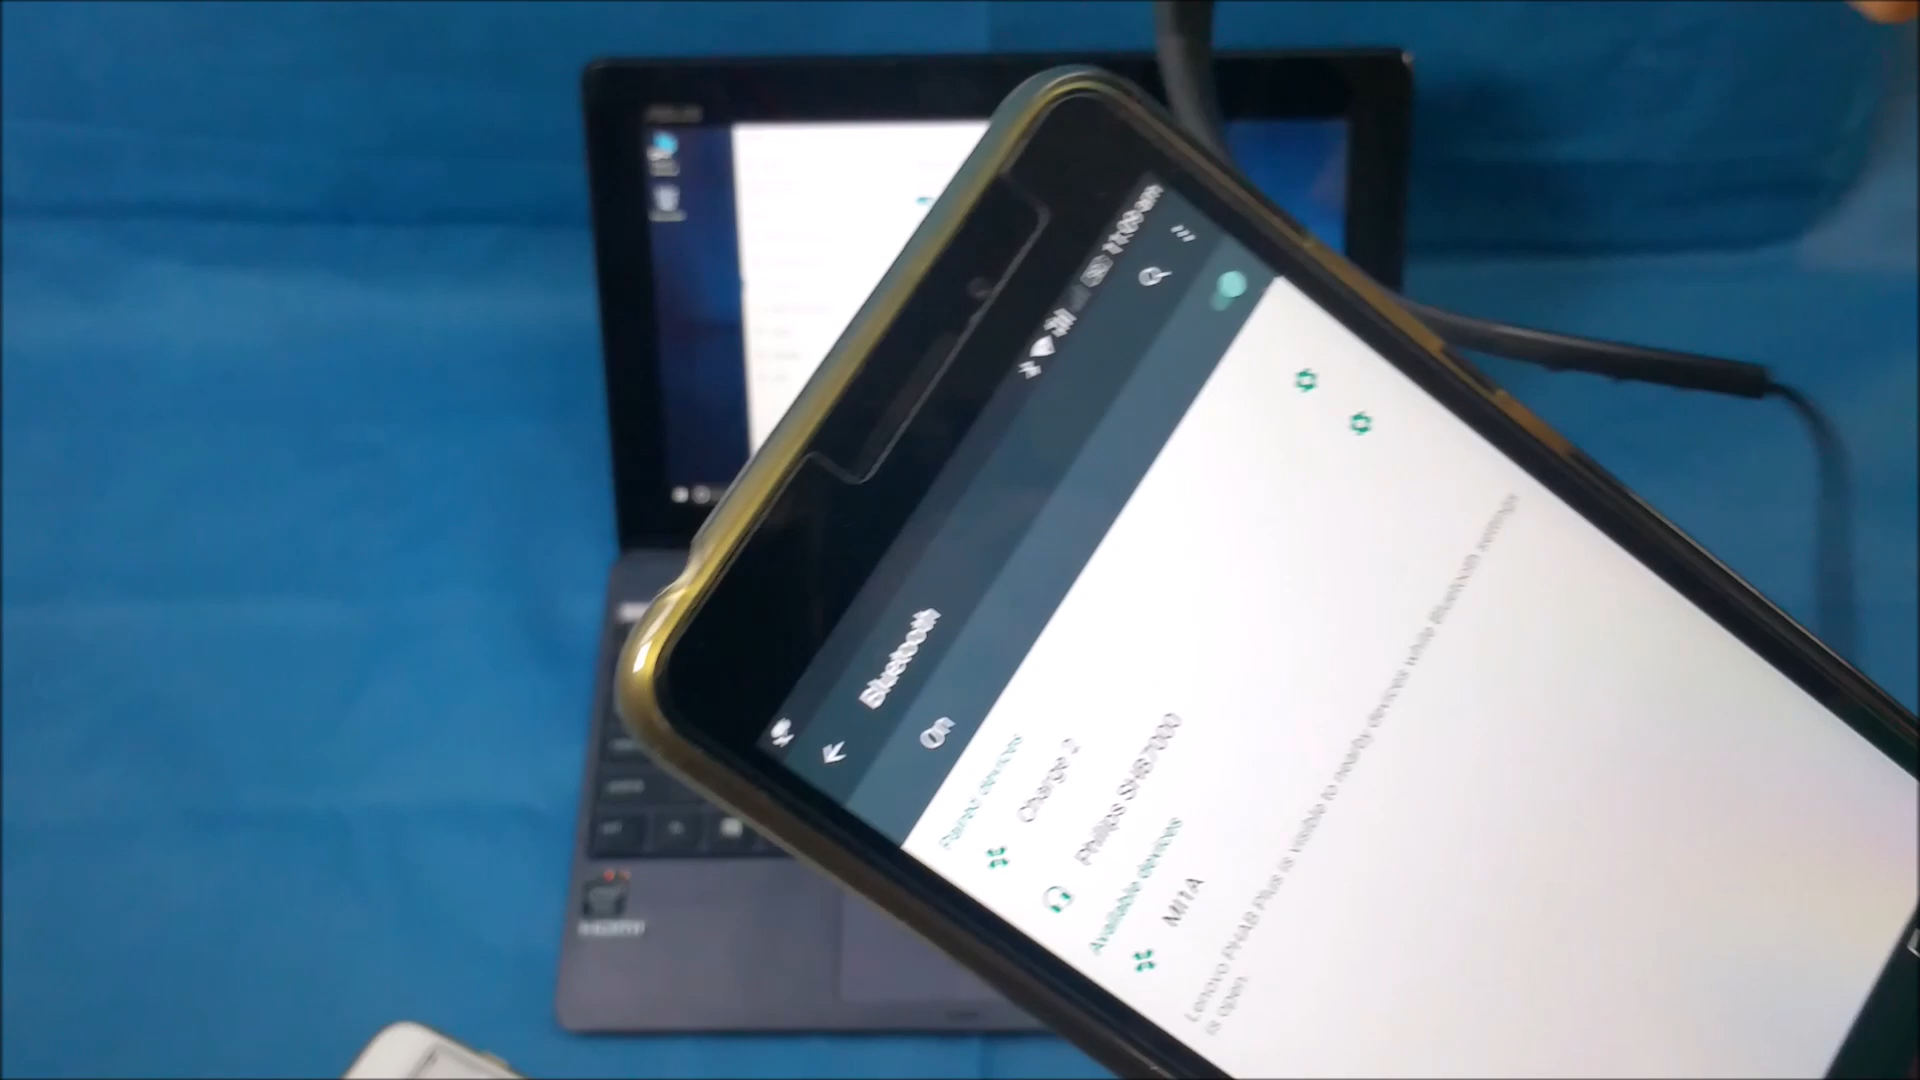 11:09 am
Bluetooth
On
Paired devices
Charge 2
Philips SHB7000
Available devices
MI1A
Lenovo PHAB Plus is visible to nearby devices while Bluetooth settings
is open.